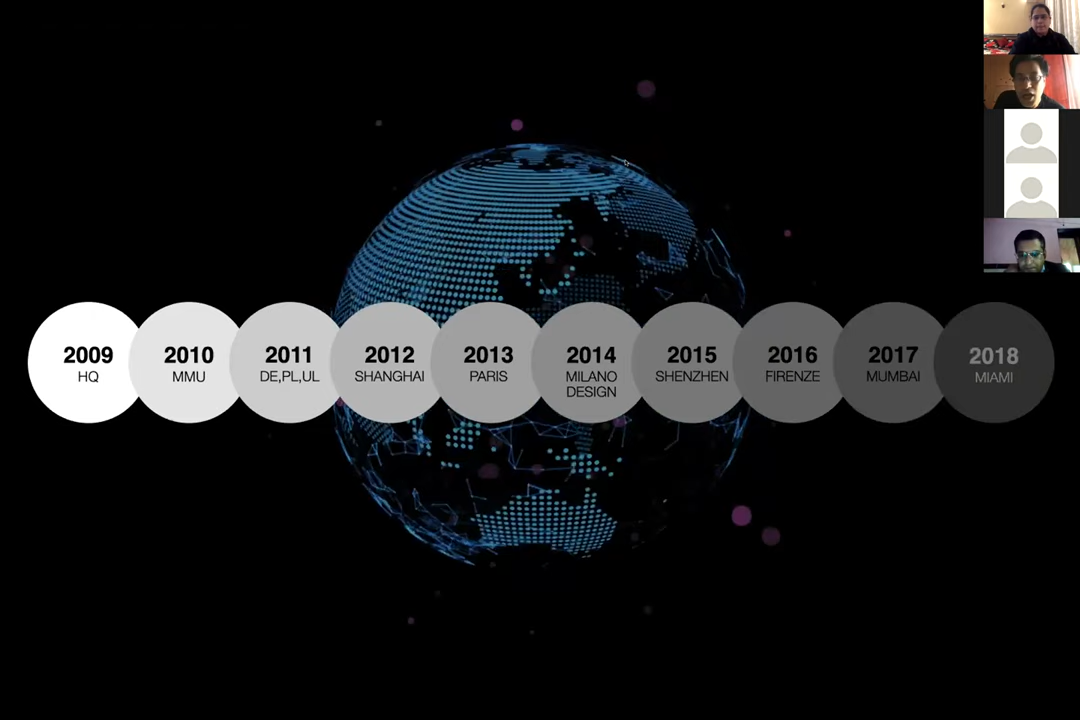 2009
HQ
2010
MMU
2011
DE,PL,UL
2012
SHANGHAI
2013
PARIS
2014
MILANO
DESIGN
2015
SHENZHEN
2016
FIRENZE
2017
MUMBAI
2018
MIAMI